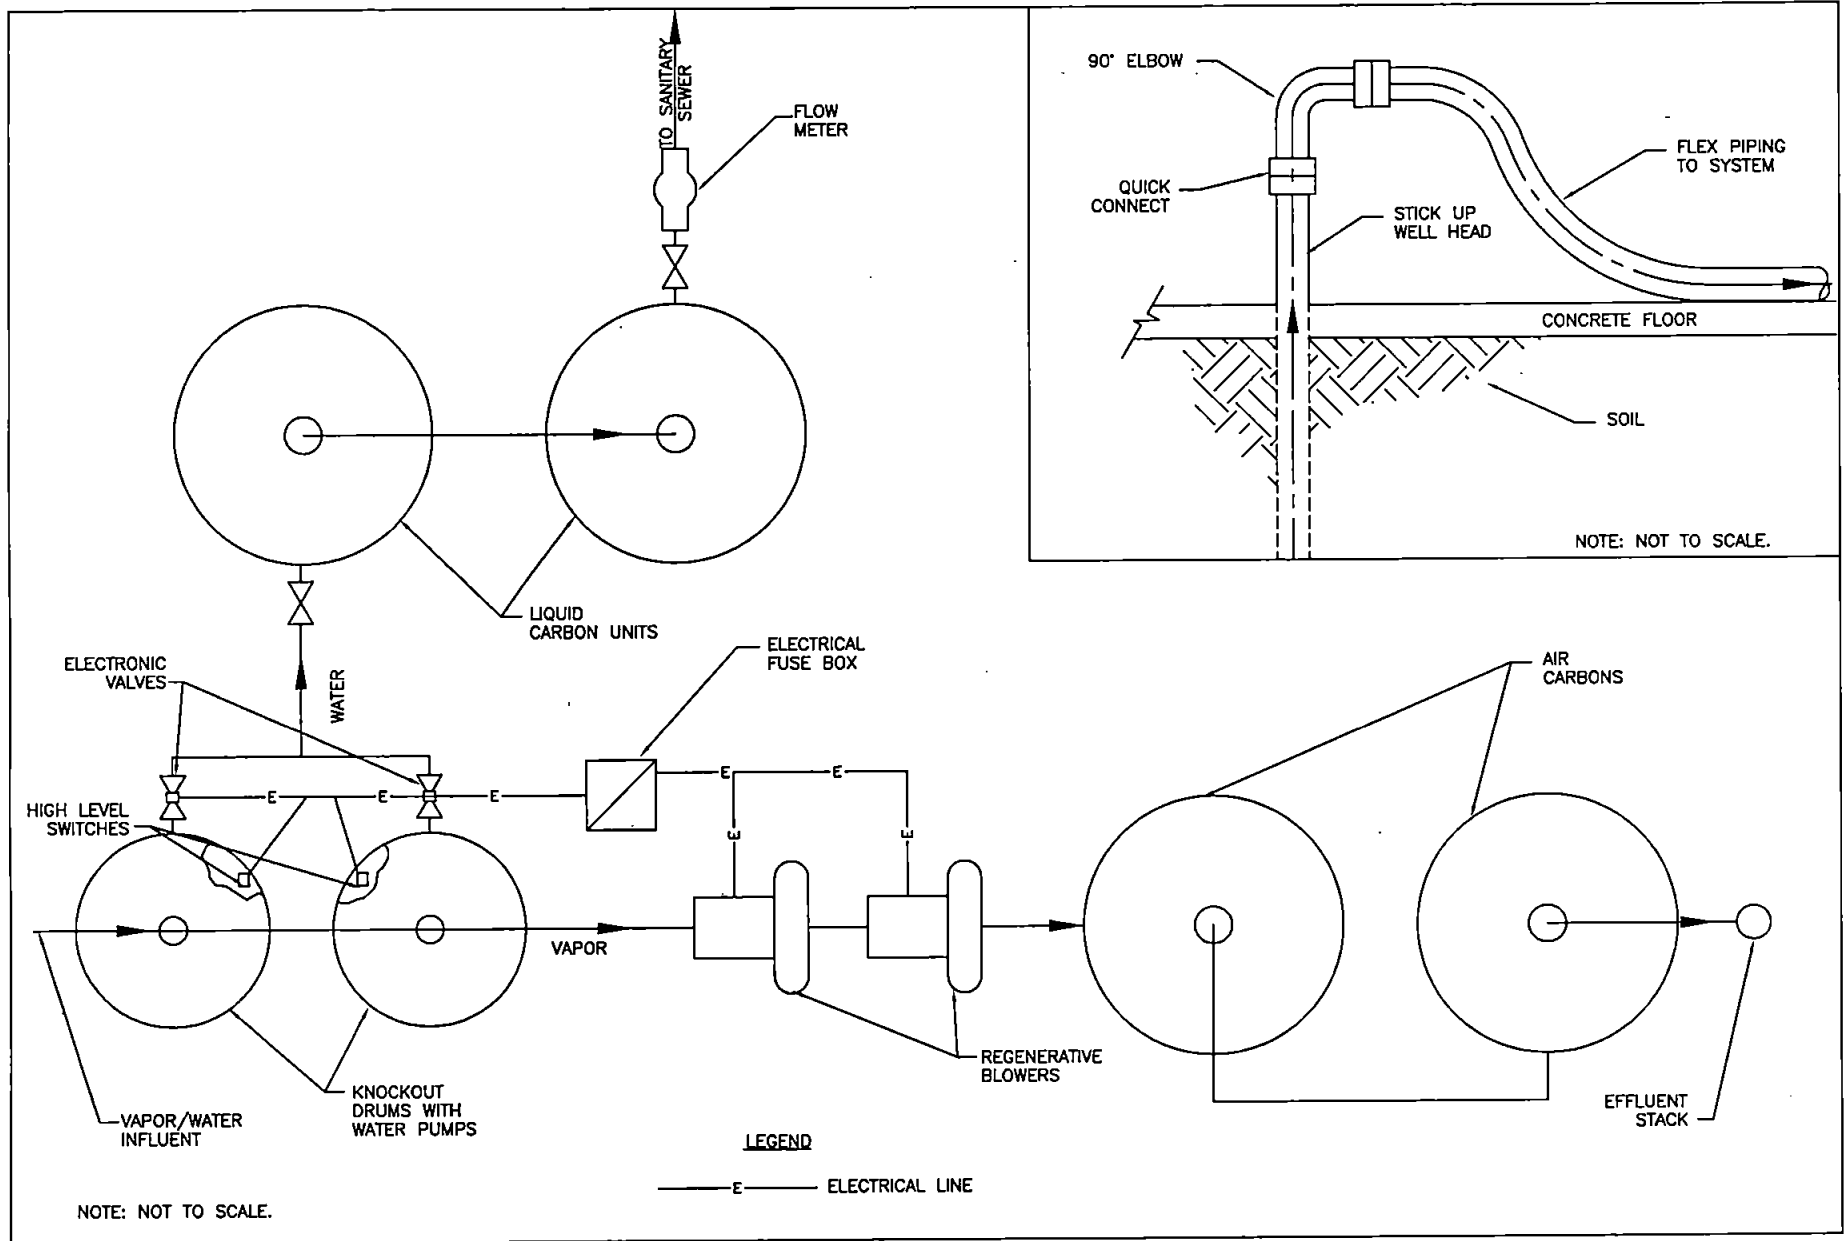 TO SANITARY
SEWER
FLOW
METER
90° ELBOW
QUICK
CONNECT
FLEX PIPING
TO SYSTEM
STICK UP
WELL HEAD
CONCRETE FLOOR
SOIL
NOTE: NOT TO SCALE.
LIQUID
CARBON UNITS
ELECTRONIC
VALVES
WATER
ELECTRICAL
FUSE BOX
AIR
CARBONS
HIGH LEVEL
SWITCHES
E
E
E
E
E
E
E
VAPOR
REGENERATIVE
BLOWERS
KNOCKOUT
DRUMS WITH
WATER PUMPS
VAPOR/WATER
INFLUENT
EFFLUENT
STACK
LEGEND
E ELECTRICAL LINE
NOTE: NOT TO SCALE.